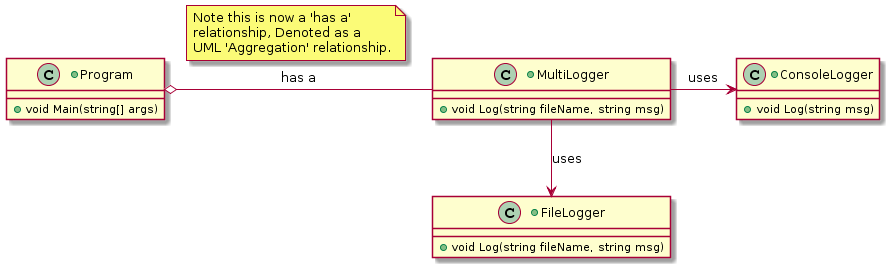 Note this is now a 'has a'
relationship, Denoted as a
UML 'Aggregation' relationship.
C Program
void Main(string[] args)
has a
C MultiLogger
void Log(string fileName, string msg)
uses
C ConsoleLogger
void Log(string msg)
uses
C FileLogger
void Log(string fileName, string msg)